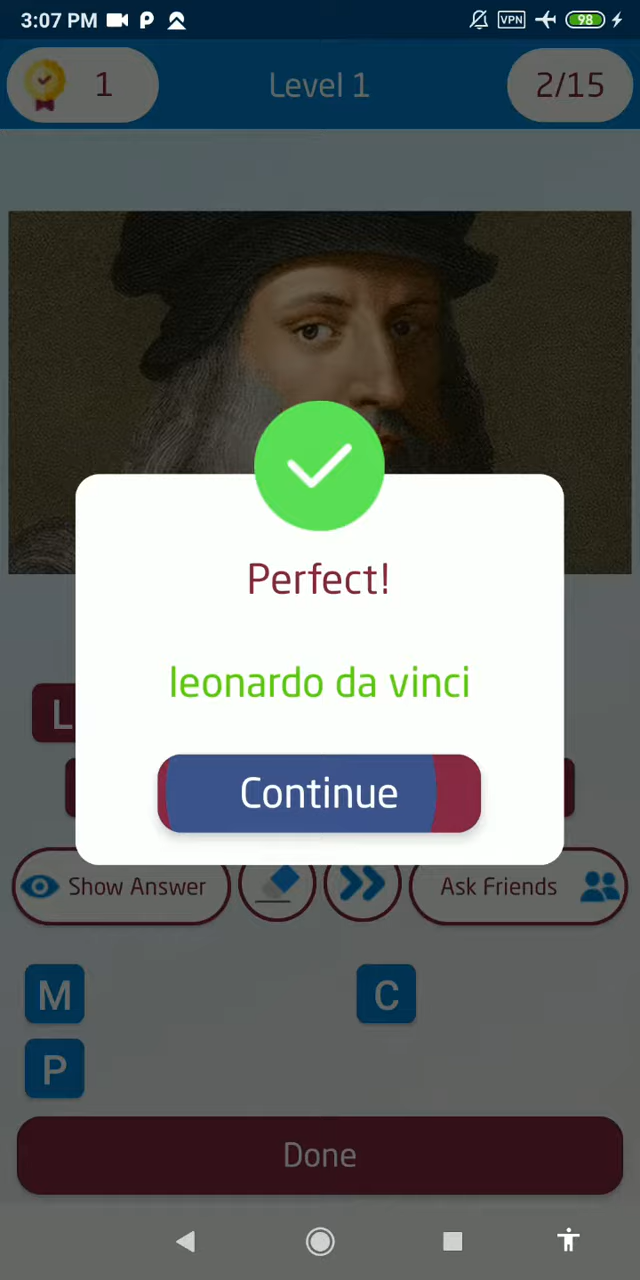 3:07 PM
VPN
98
1
Level 1
2/15
Perfect!
leonardo da vinci
L
Continue
Show Answer
Ask Friends
M
C
P
Done